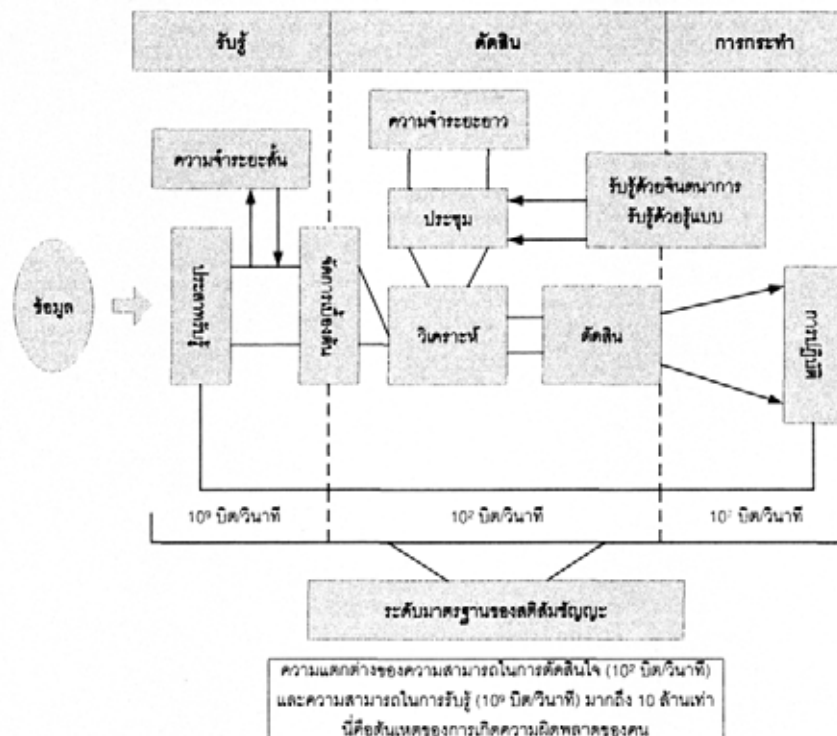 รับรู้
ตัดสิน
การกระทำ
ความจำระยะสั้น
ความจำระยะยาว
ประชุม
รับรู้ด้วยจินตนาการ
รับรู้ด้วยรู้แบบ
ข้อมูล
ประสาทรับรู้
จัดการเบื้องต้น
วิเคราะห์
ตัดสิน
การปฏิบัติ
10⁹ บิต/วินาที
10² บิต/วินาที
บิต/วินาที
ระดับมาตรฐานของสติสัมชัญญะ
ความแตกต่างของความสามารถในการตัดสินใจ (10² บิต/วินาที)
และความสามารถในการรับรู้ (10⁹ บิต/วินาที) มากถึง 10 ล้านเท่า
นี่คือต้นเหตุของการเกิดความผิดพลาดของคน